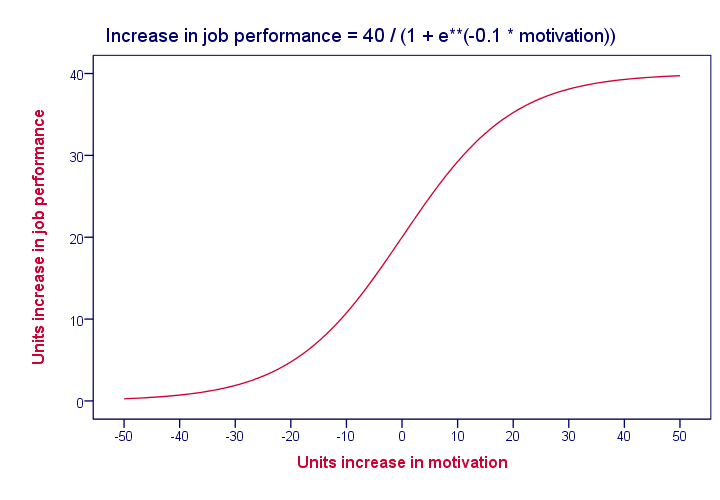 Increase in job performance = 40 / (1 + e**(-0.1 * motivation))
Units increase in job performance
40
30
20
10
0
-50 -40 -30 -20 -10 0 10 20 30 40 50
Units increase in motivation